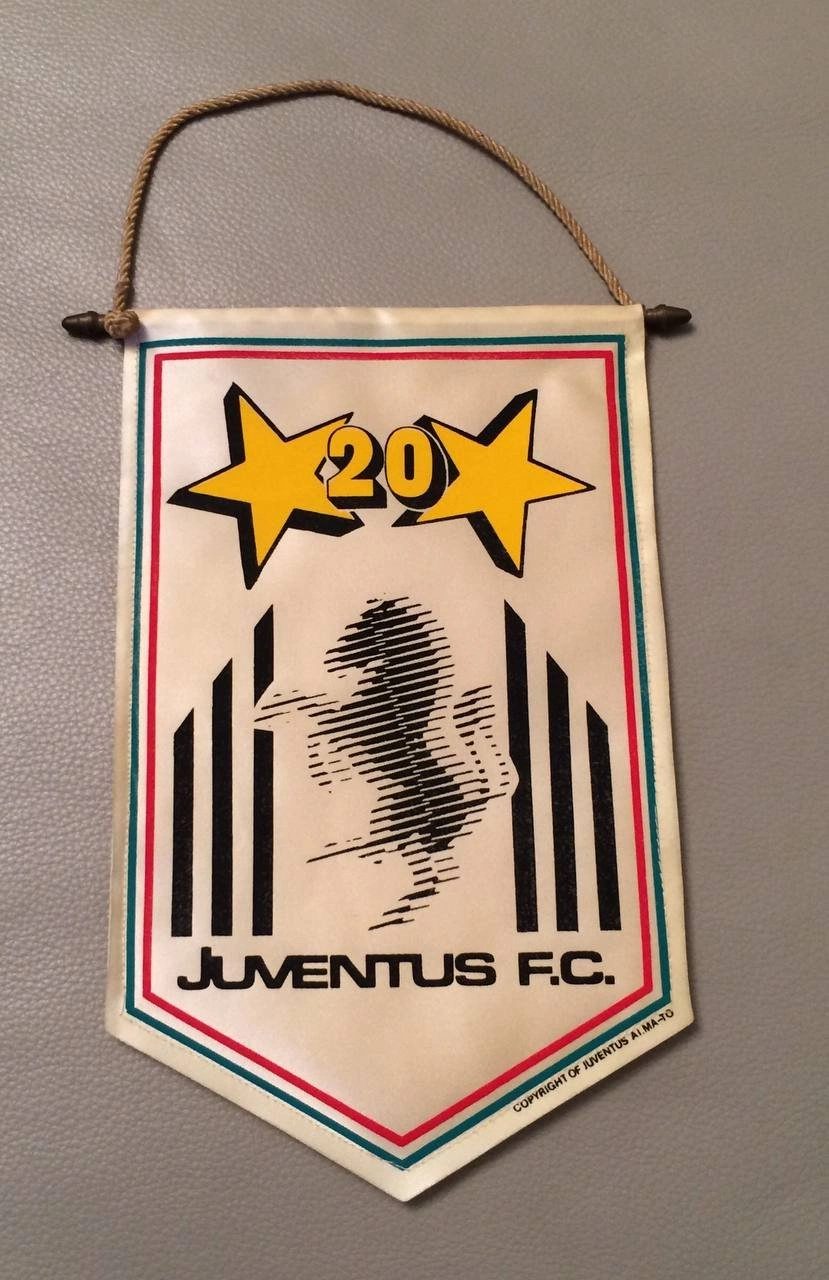 20
JUVENTUS F.C.
COPYRIGHT OF JUVENTUS AI.MA-TO